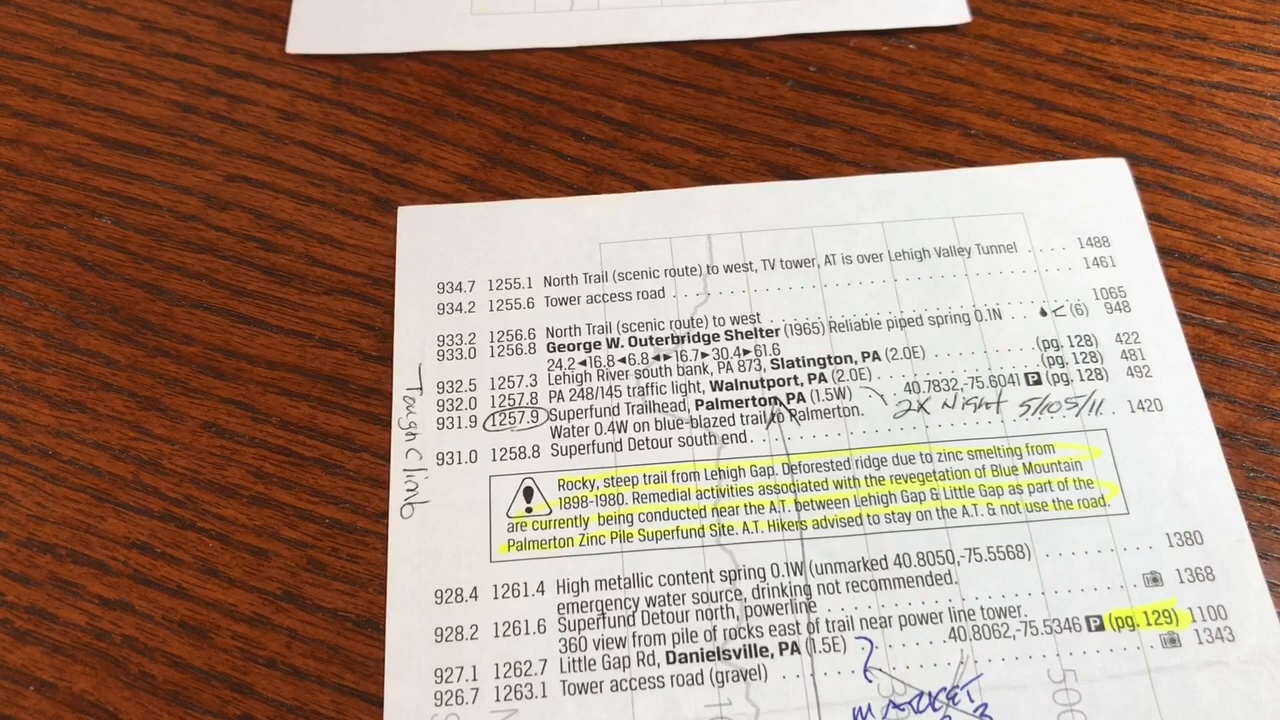 934.7 1255.1 North Trail (scenic route) to west, TV tower, AT is over Lehigh Valley Tunnel . . . . 1488
934.2 1255.6 Tower access road . . . . . . . . . . 1461
933.2 1256.6 North Trail (scenic route) to west . . . . . . . . . . 1065
933.0 1256.8 George W. Outerbridge Shelter (1965) Reliable piped spring 0.1N . . (6) 948
24.2◄16.8◄6.8◄►16.7►30.4►61.6
932.5 1257.3 Lehigh River south bank, PA 873, Slatington, PA (2.0E) . . . . . . . . . . (pg. 128) 422
932.0 1257.8 PA 248/145 traffic light, Walnutport, PA (2.0E) . . . . . . . . . . (pg. 128) 481
931.9 1257.9 Superfund Trailhead, Palmerton, PA (1.5W) . . 40.7832,-75.6041 P (pg. 128) 492
Water 0.4W on blue-blazed trail to Palmerton. 2X Night 5/10 5/11
931.0 1258.8 Superfund Detour south end . . . . . . . . . . 1420
Tough climb
Rocky, steep trail from Lehigh Gap. Deforested ridge due to zinc smelting from
1898-1980. Remedial activities associated with the revegetation of Blue Mountain
are currently being conducted near the A.T. between Lehigh Gap & Little Gap as part of the
Palmerton Zinc Pile Superfund Site. A.T. Hikers advised to stay on the A.T. & not use the road.
928.4 1261.4 High metallic content spring 0.1W (unmarked 40.8050,-75.5568) . . . . . . . . . . 1380
emergency water source, drinking not recommended.
928.2 1261.6 Superfund Detour north, powerline . . . . . . . . . . 1368
360 view from pile of rocks east of trail near power line tower.
927.1 1262.7 Little Gap Rd, Danielsville, PA (1.5E) . . . . 40.8062,-75.5346 P (pg. 129) 1100
926.7 1263.1 Tower access road (gravel) . . . . . . . . . . 1343
MARKET